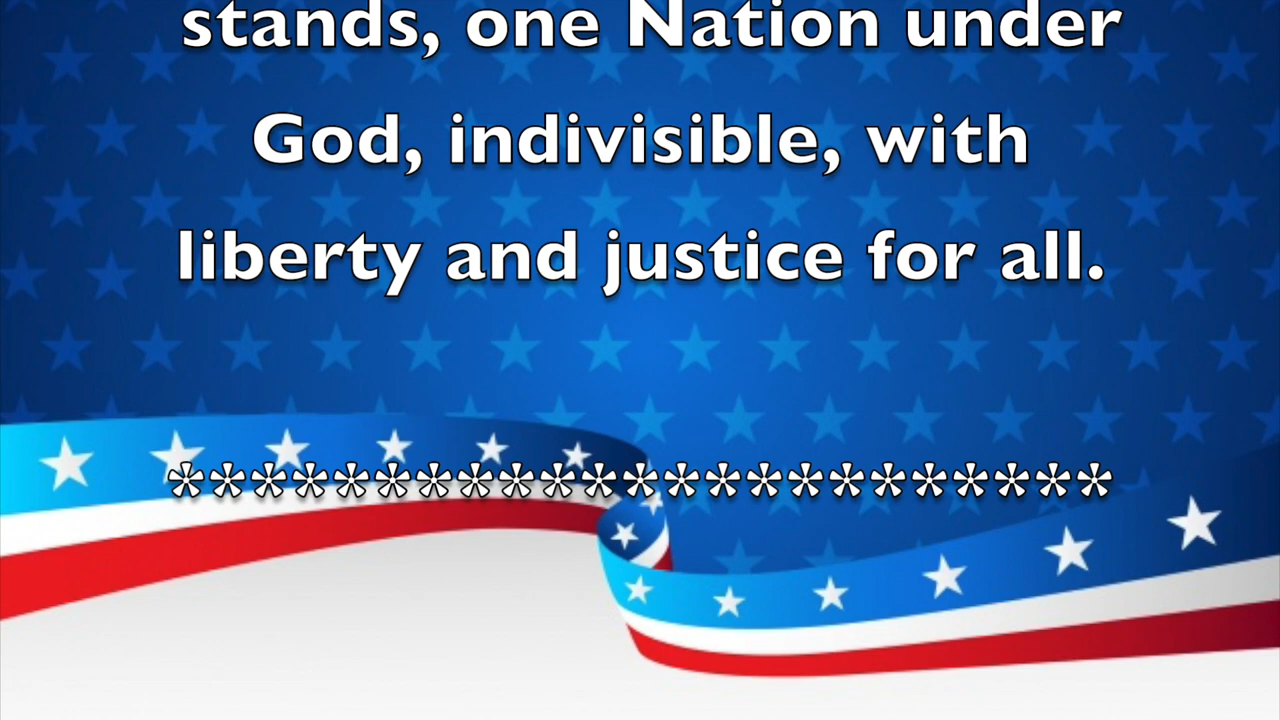 stands, one Nation under
God, indivisible, with
liberty and justice for all.
***********************